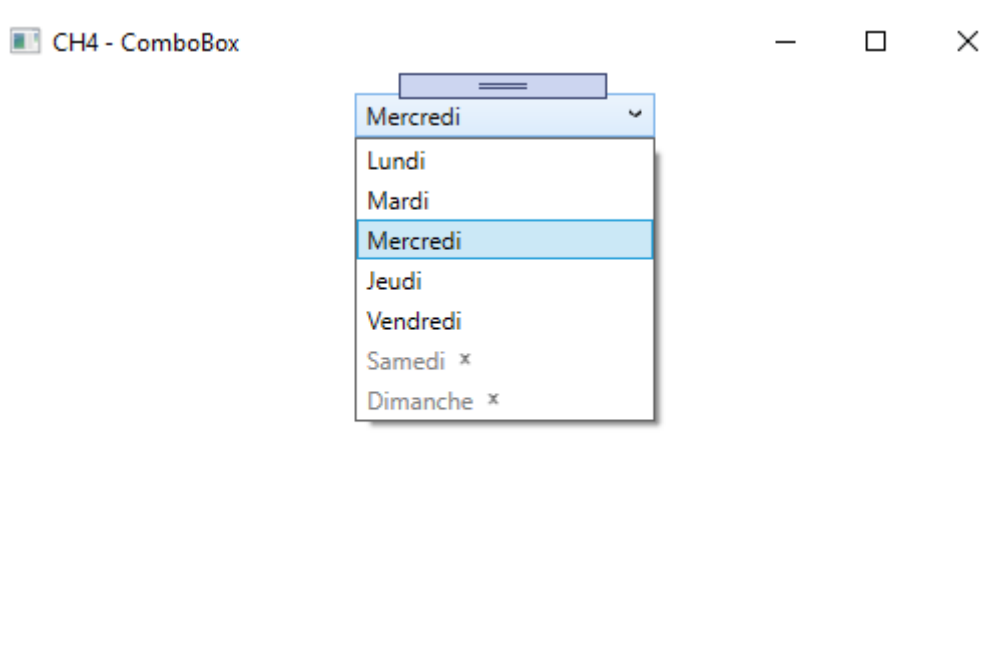 CH4 - ComboBox
Mercredi
Lundi
Mardi
Mercredi
Jeudi
Vendredi
Samedi ×
Dimanche ×